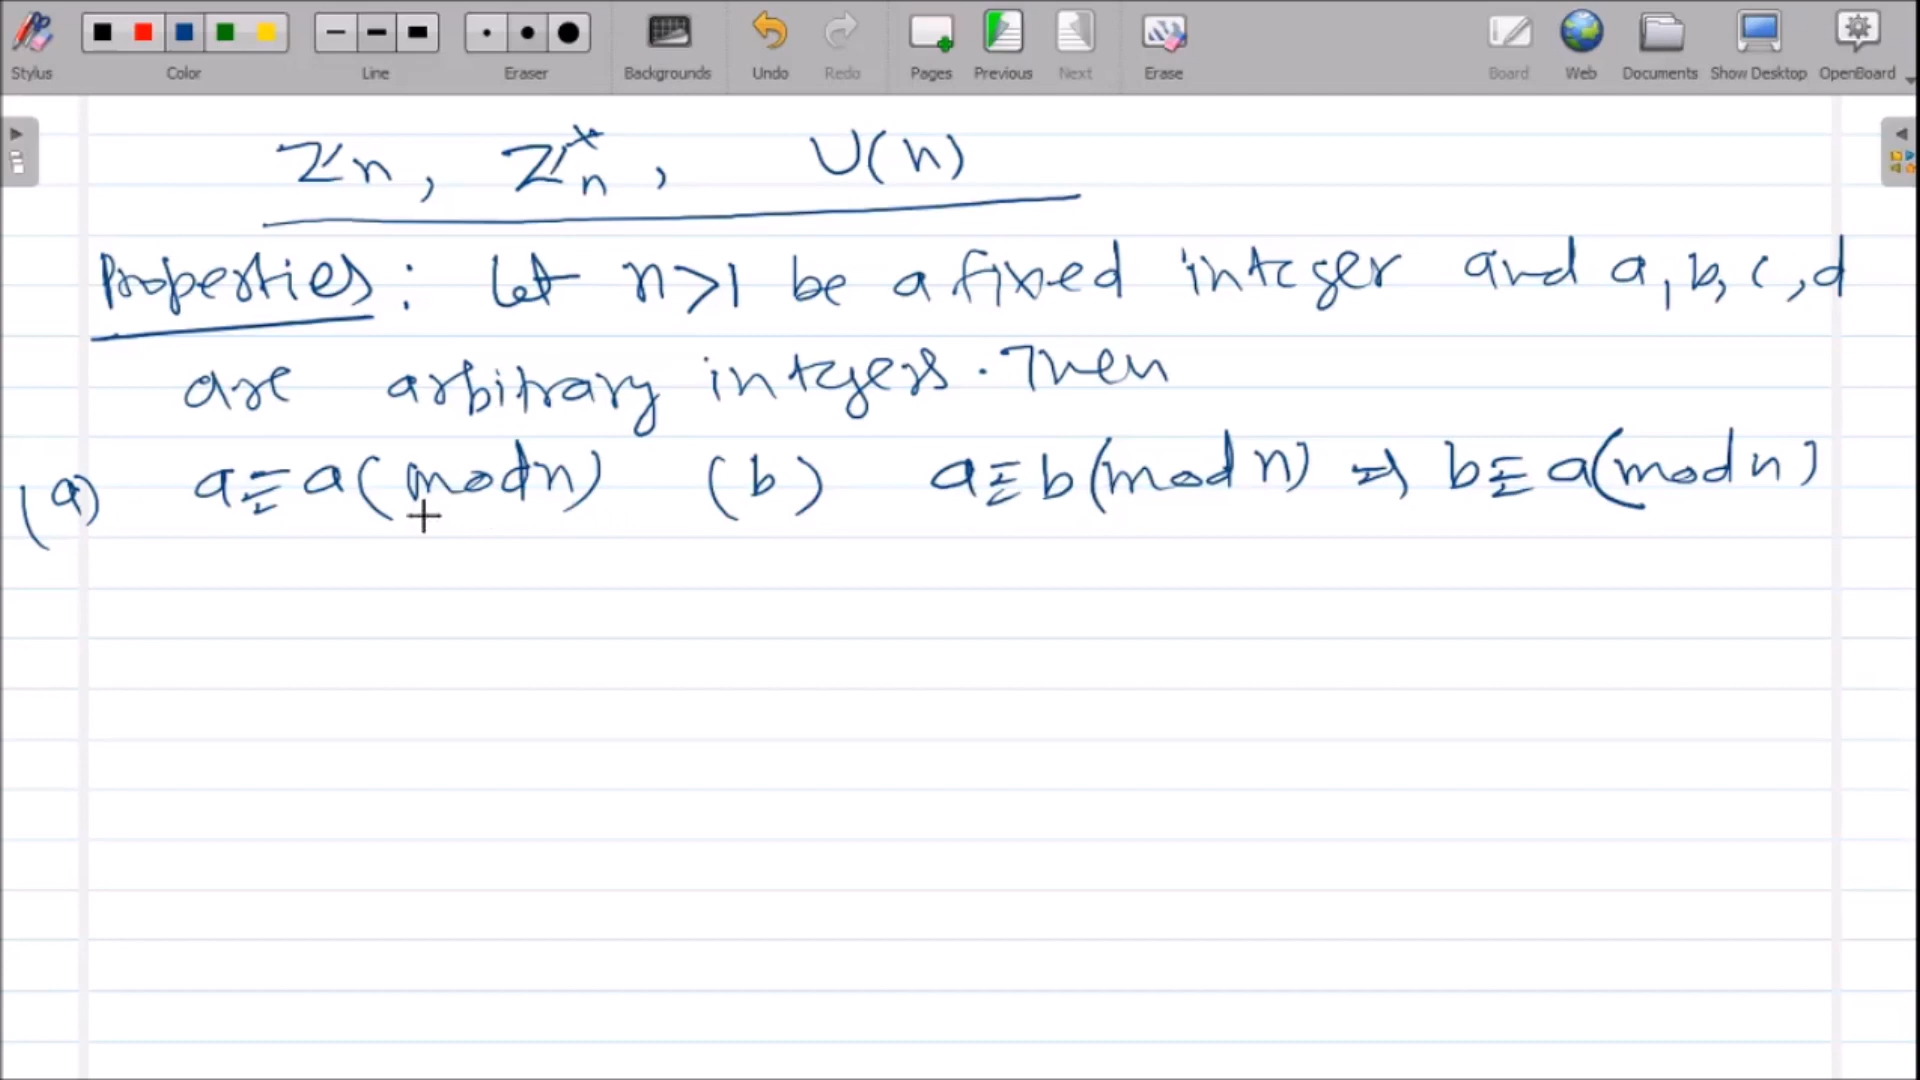 Stylus Color Line Eraser Backgrounds Undo Redo Pages Previous Next Erase Board Web Documents Show Desktop OpenBoard
Zn, Z*n, U(n)
Properties: Let n>1 be a fixed integer and a, b, c, d
are arbitrary integers. Then
(a) a≡a(mod n) (b) a≡b(mod n) ⇒ b≡a(mod n)